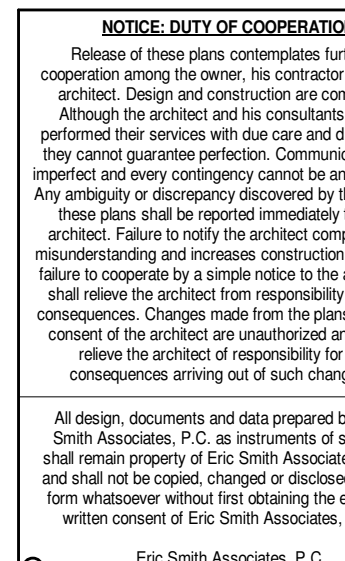 NOTICE: DUTY OF COOPERATIO
Release of these plans contemplates fur
cooperation among the owner, his contractor
architect. Design and construction are com
Although the architect and his consultants
performed their services with due care and d
they cannot guarantee perfection. Communic
imperfect and every contingency cannot be an
Any ambiguity or discrepancy discovered by th
these plans shall be reported immediately
architect. Failure to notify the architect comp
misunderstanding and increases construction
failure to cooperate by a simple notice to the a
shall relieve the architect from responsibility
consequences. Changes made from the plans
consent of the architect are unauthorized an
relieve the architect of responsibility for
consequences arriving out of such chang
All design, documents and data prepared b
Smith Associates, P.C. as instruments of s
shall remain property of Eric Smith Associate
and shall not be copied, changed or disclose
form whatsoever without first obtaining the e
written consent of Eric Smith Associates,
Eric Smith Associates, P.C.